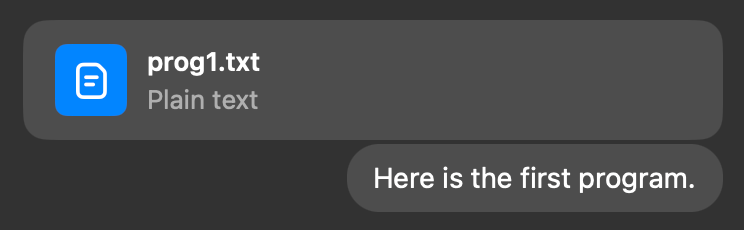 prog1.txt
Plain text
Here is the first program.